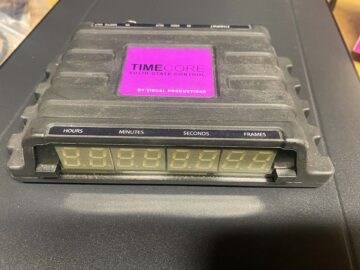 TIMECORE
SOLID-STATE CONTROL
BY VISUAL PRODUCTIONS
HOURS MINUTES SECONDS FRAMES